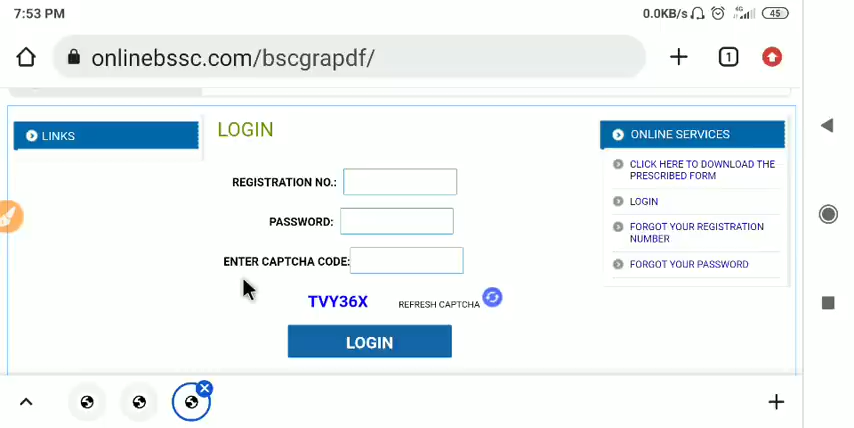 7:53 PM
0.0KB/s 4G 45
onlinebssc.com/bscgrapdf/
1
LINKS
LOGIN
REGISTRATION NO.:
PASSWORD:
ENTER CAPTCHA CODE:
TVY36X
REFRESH CAPTCHA
LOGIN
ONLINE SERVICES
CLICK HERE TO DOWNLOAD THE
PRESCRIBED FORM
LOGIN
FORGOT YOUR REGISTRATION
NUMBER
FORGOT YOUR PASSWORD